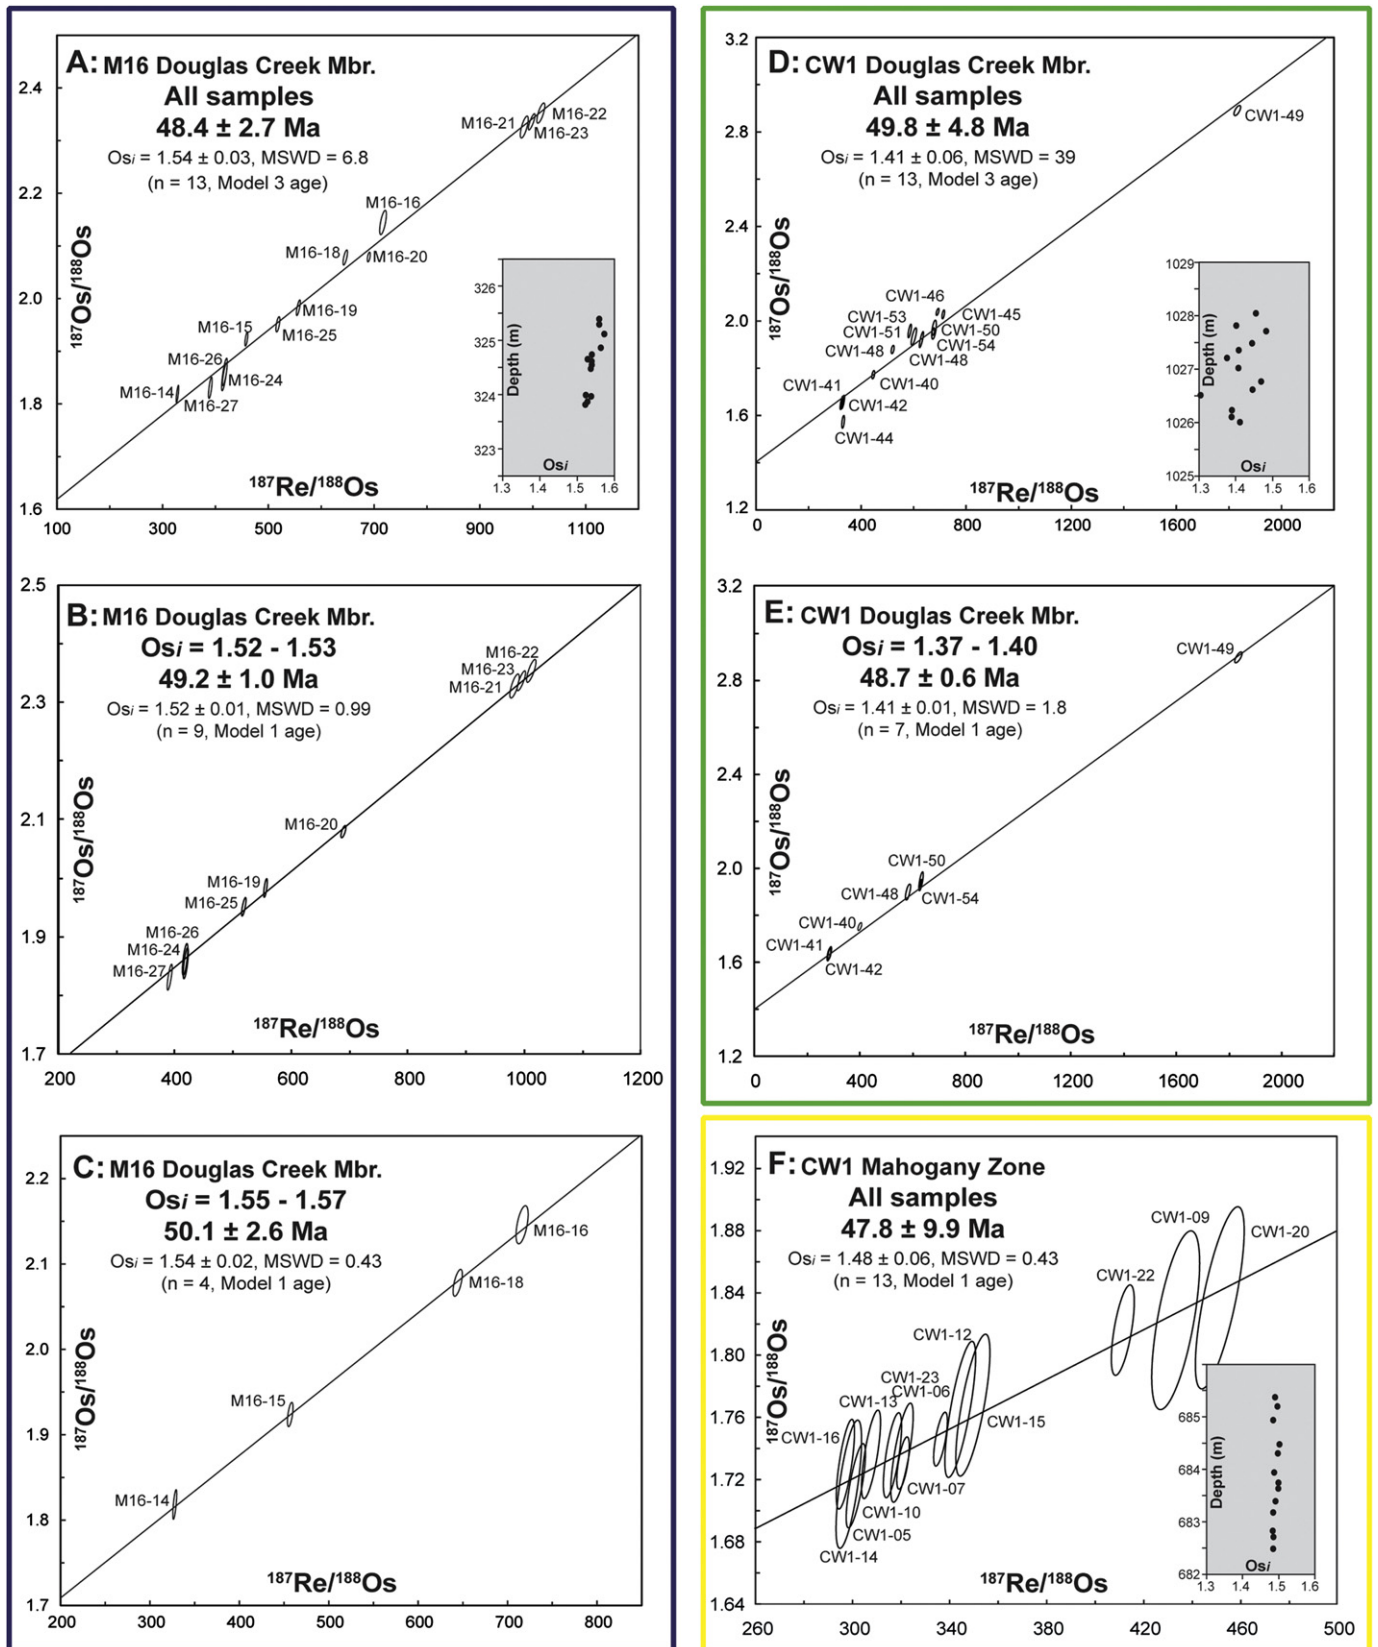 A: M16 Douglas Creek Mbr.
All samples
48.4 ± 2.7 Ma
Osi = 1.54 ± 0.03, MSWD = 6.8
(n = 13, Model 3 age)
2.4
2.2
2.0
1.8
1.6
187Os/188Os
M16-21
M16-22
M16-23
M16-16
M16-18
M16-20
M16-19
M16-15
M16-25
M16-26
M16-24
M16-14
M16-27
326
325
324
323
Depth (m)
Osi
1.3 1.4 1.5 1.6
187Re/188Os
100 300 500 700 900 1100
B: M16 Douglas Creek Mbr.
Osi = 1.52 - 1.53
49.2 ± 1.0 Ma
Osi = 1.52 ± 0.01, MSWD = 0.99
(n = 9, Model 1 age)
2.5
2.3
2.1
1.9
1.7
187Os/188Os
M16-22
M16-23
M16-21
M16-20
M16-19
M16-25
M16-26
M16-24
M16-27
187Re/188Os
200 400 600 800 1000 1200
C: M16 Douglas Creek Mbr.
Osi = 1.55 - 1.57
50.1 ± 2.6 Ma
Osi = 1.54 ± 0.02, MSWD = 0.43
(n = 4, Model 1 age)
2.2
2.1
2.0
1.9
1.8
1.7
187Os/188Os
M16-16
M16-18
M16-15
M16-14
187Re/188Os
200 300 400 500 600 700 800
D: CW1 Douglas Creek Mbr.
All samples
49.8 ± 4.8 Ma
Osi = 1.41 ± 0.06, MSWD = 39
(n = 13, Model 3 age)
3.2
2.8
2.4
2.0
1.6
1.2
187Os/188Os
CW1-49
CW1-46
CW1-53
CW1-45
CW1-51
CW1-50
CW1-54
CW1-48
CW1-48
CW1-41
CW1-40
CW1-42
CW1-44
1029
1028
1027
1026
1025
Depth (m)
Osi
1.3 1.4 1.5 1.6
187Re/188Os
0 400 800 1200 1600 2000
E: CW1 Douglas Creek Mbr.
Osi = 1.37 - 1.40
48.7 ± 0.6 Ma
Osi = 1.41 ± 0.01, MSWD = 1.8
(n = 7, Model 1 age)
3.2
2.8
2.4
2.0
1.6
1.2
187Os/188Os
CW1-49
CW1-50
CW1-48
CW1-54
CW1-40
CW1-41
CW1-42
187Re/188Os
0 400 800 1200 1600 2000
F: CW1 Mahogany Zone
All samples
47.8 ± 9.9 Ma
Osi = 1.48 ± 0.06, MSWD = 0.43
(n = 13, Model 1 age)
1.92
1.88
1.84
1.80
1.76
1.72
1.68
1.64
187Os/188Os
CW1-09
CW1-20
CW1-22
CW1-12
CW1-23
CW1-06
CW1-13
CW1-15
CW1-16
CW1-07
CW1-10
CW1-05
CW1-14
685
684
683
682
Depth (m)
Osi
1.3 1.4 1.5 1.6
187Re/188Os
260 300 340 380 420 460 500